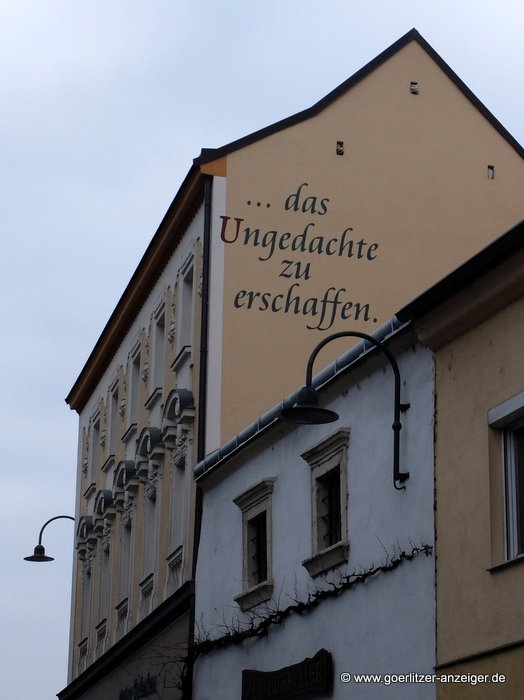 ... das
Ungedachte
zu
erschaffen.
© www.goerlitzer-anzeiger.de